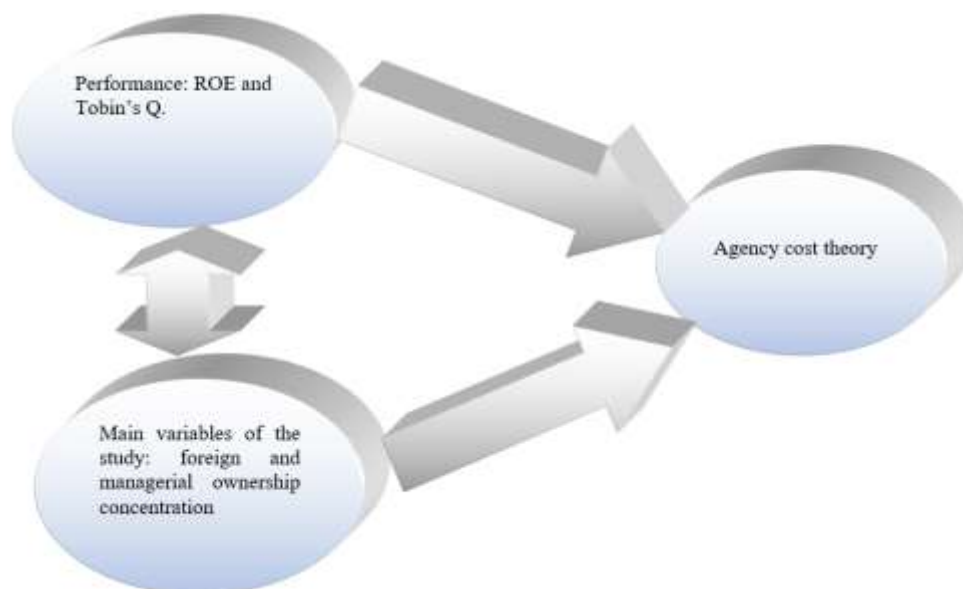 Performance: ROE and
Tobin’s Q.
Agency cost theory
Main variables of the
study: foreign and
managerial ownership
concentration